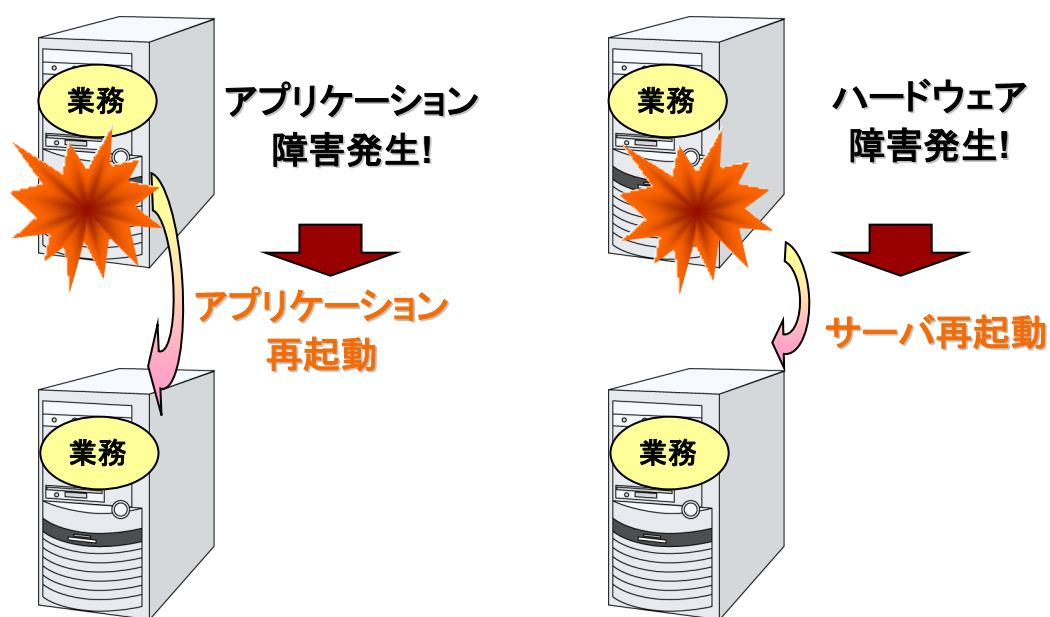 業務
アプリケーション
障害発生!
アプリケーション
再起動
業務
業務
ハードウェア
障害発生!
サーバ再起動
業務